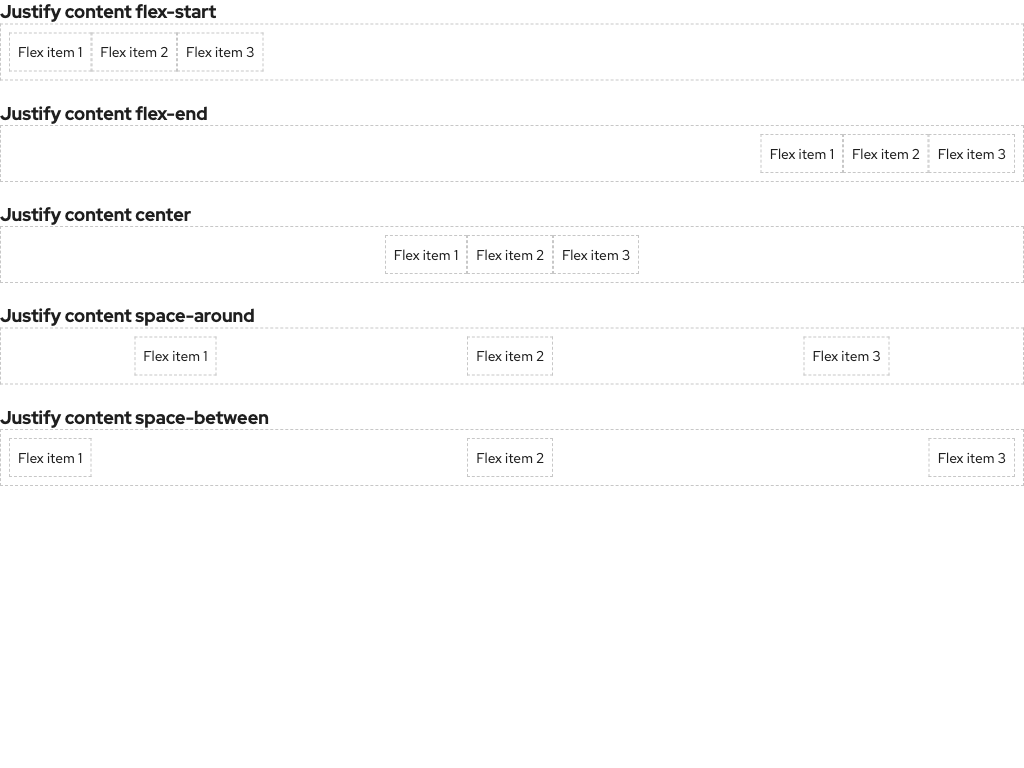 Justify content flex-start
Flex item 1 Flex item 2 Flex item 3
Justify content flex-end
Flex item 1 Flex item 2 Flex item 3
Justify content center
Flex item 1 Flex item 2 Flex item 3
Justify content space-around
Flex item 1 Flex item 2 Flex item 3
Justify content space-between
Flex item 1 Flex item 2 Flex item 3